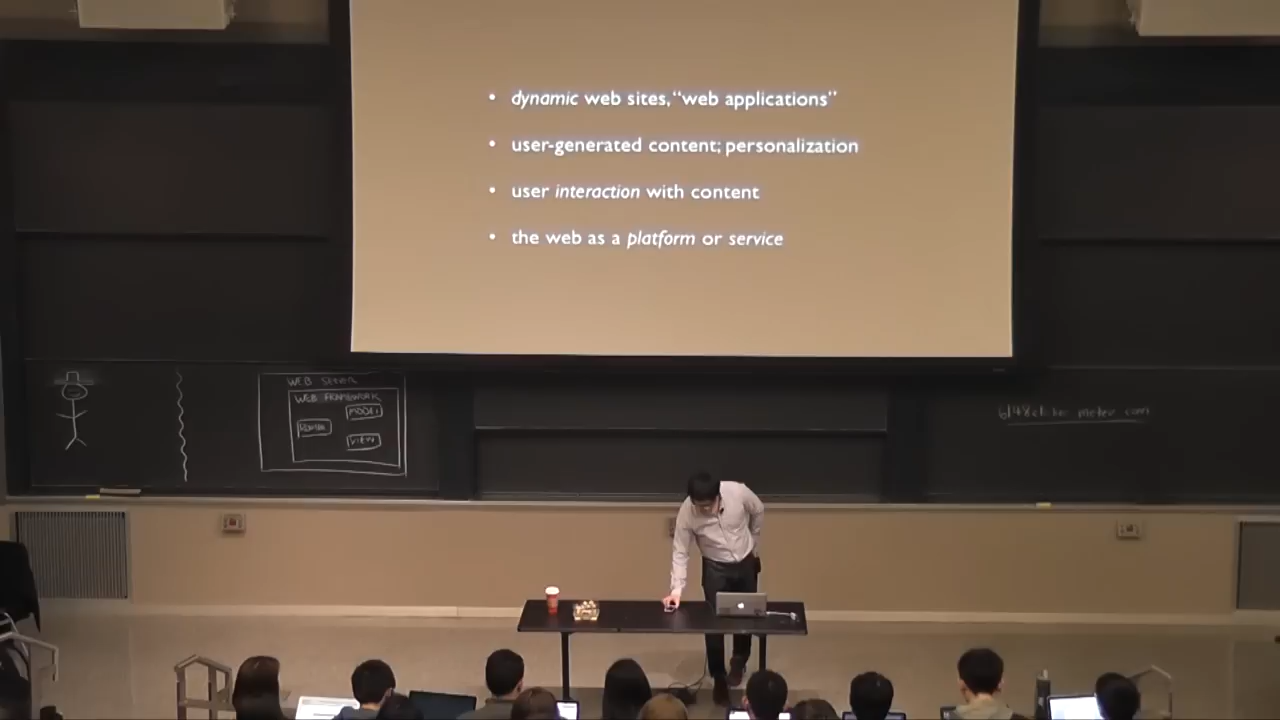 • dynamic web sites, “web applications”
• user-generated content; personalization
• user interaction with content
• the web as a platform or service
WEB SERVER
WEB FRAMEWORK
MODEL
VIEW